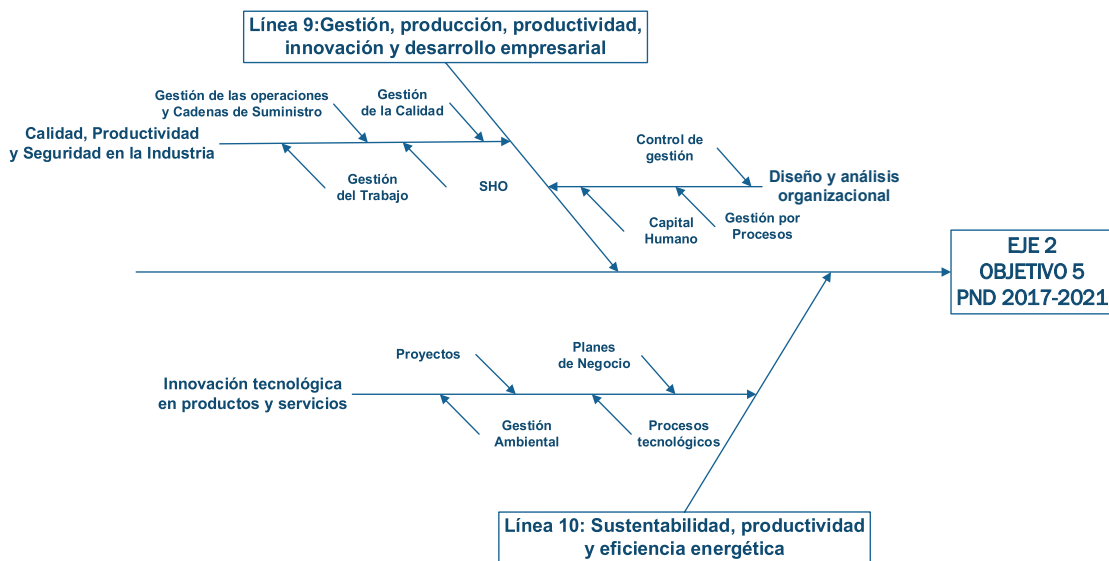 Línea 9:Gestión, producción, productividad,
innovación y desarrollo empresarial
Gestión de las operaciones
y Cadenas de Suministro
Gestión
de la Calidad
Calidad, Productividad
y Seguridad en la Industria
Gestión
del Trabajo
SHO
Control de
gestión
Diseño y análisis
organizacional
Capital
Humano
Gestión por
Procesos
EJE 2
OBJETIVO 5
PND 2017-2021
Proyectos
Planes
de Negocio
Innovación tecnológica
en productos y servicios
Gestión
Ambiental
Procesos
tecnológicos
Línea 10: Sustentabilidad, productividad
y eficiencia energética